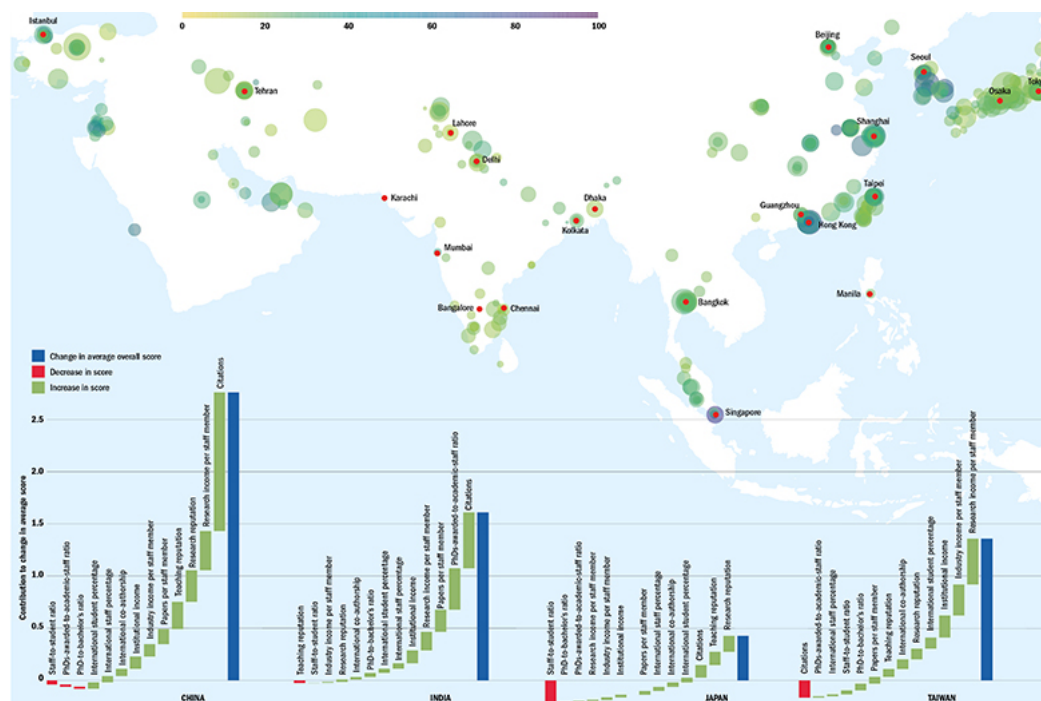 0
20
40
60
80
100
Istanbul
Beijing
Seoul
Tehran
Osaka
Tok
Lahore
Shanghai
Delhi
Karachi
Dhaka
Taipei
Guangzhou
Kolkata
Hong Kong
Mumbai
Manila
Bangalore
Chennai
Bangkok
Singapore
Change in average overall score
Decrease in score
Increase in score
Contribution to change in average score
2.5
2.0
1.5
1.0
0.5
0
Staff-to-student ratio
PhDs-awarded-to-academic-staff ratio
PhD-to-bachelor's ratio
International student percentage
International staff percentage
International co-authorship
Institutional income
Industry income per staff member
Papers per staff member
Teaching reputation
Research reputation
Research income per staff member
Citations
CHINA
Teaching reputation
Staff-to-student ratio
Industry income per staff member
Research reputation
International co-authorship
PhD-to-bachelor's ratio
International student percentage
International staff percentage
Institutional income
Research income per staff member
Papers per staff member
PhDs-awarded-to-academic-staff ratio
Citations
INDIA
Staff-to-student ratio
PhD-to-bachelor's ratio
PhDs-awarded-to-academic-staff ratio
Research income per staff member
Industry income per staff member
Institutional income
Papers per staff member
International staff percentage
International co-authorship
International student percentage
Citations
Teaching reputation
Research reputation
JAPAN
Citations
PhDs-awarded-to-academic-staff ratio
International staff percentage
Staff-to-student ratio
PhD-to-bachelor's ratio
Papers per staff member
Teaching reputation
International co-authorship
Research reputation
International student percentage
Institutional income
Industry income per staff member
Research income per staff member
TAIWAN